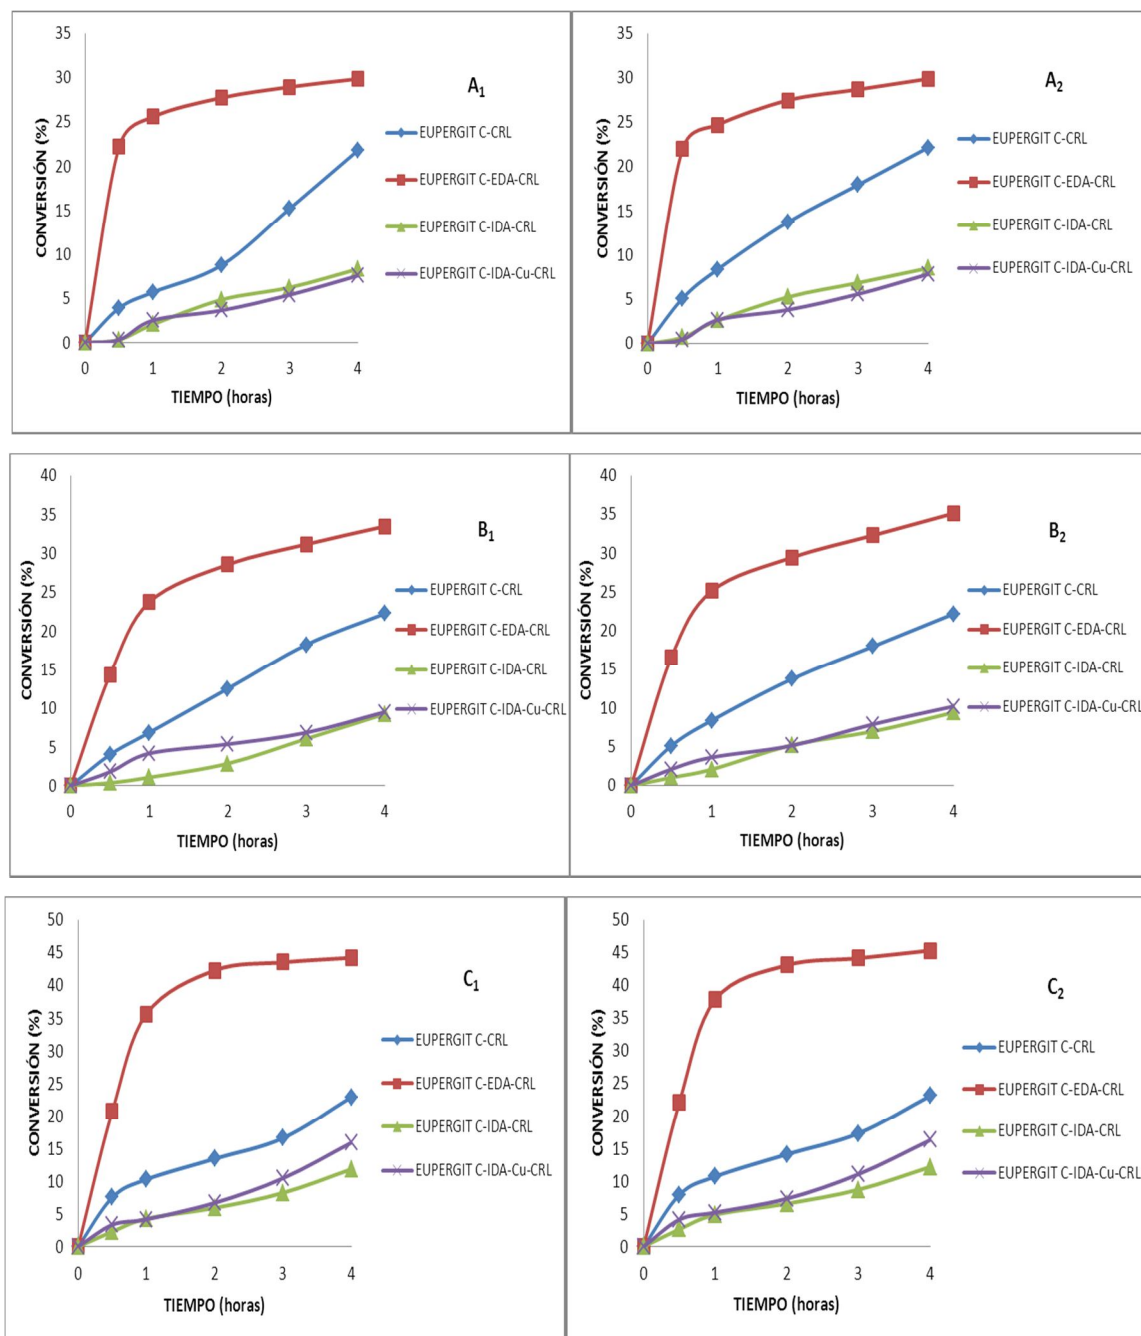 35
30
25
20
15
10
5
0
CONVERSIÓN (%)
0 1 2 3 4
TIEMPO (horas)
A1
EUPERGIT C-CRL
EUPERGIT C-EDA-CRL
EUPERGIT C-IDA-CRL
EUPERGIT C-IDA-Cu-CRL
35
30
25
20
15
10
5
0
CONVERSIÓN (%)
0 1 2 3 4
TIEMPO (horas)
A2
EUPERGIT C-CRL
EUPERGIT C-EDA-CRL
EUPERGIT C-IDA-CRL
EUPERGIT C-IDA-Cu-CRL
40
35
30
25
20
15
10
5
0
CONVERSIÓN (%)
0 1 2 3 4
TIEMPO (horas)
B1
EUPERGIT C-CRL
EUPERGIT C-EDA-CRL
EUPERGIT C-IDA-CRL
EUPERGIT C-IDA-Cu-CRL
40
35
30
25
20
15
10
5
0
CONVERSIÓN (%)
0 1 2 3 4
TIEMPO (horas)
B2
EUPERGIT C-CRL
EUPERGIT C-EDA-CRL
EUPERGIT C-IDA-CRL
EUPERGIT C-IDA-Cu-CRL
50
45
40
35
30
25
20
15
10
5
0
CONVERSIÓN (%)
0 1 2 3 4
TIEMPO (horas)
C1
EUPERGIT C-CRL
EUPERGIT C-EDA-CRL
EUPERGIT C-IDA-CRL
EUPERGIT C-IDA-Cu-CRL
50
45
40
35
30
25
20
15
10
5
0
CONVERSIÓN (%)
0 1 2 3 4
TIEMPO (horas)
C2
EUPERGIT C-CRL
EUPERGIT C-EDA-CRL
EUPERGIT C-IDA-CRL
EUPERGIT C-IDA-Cu-CRL